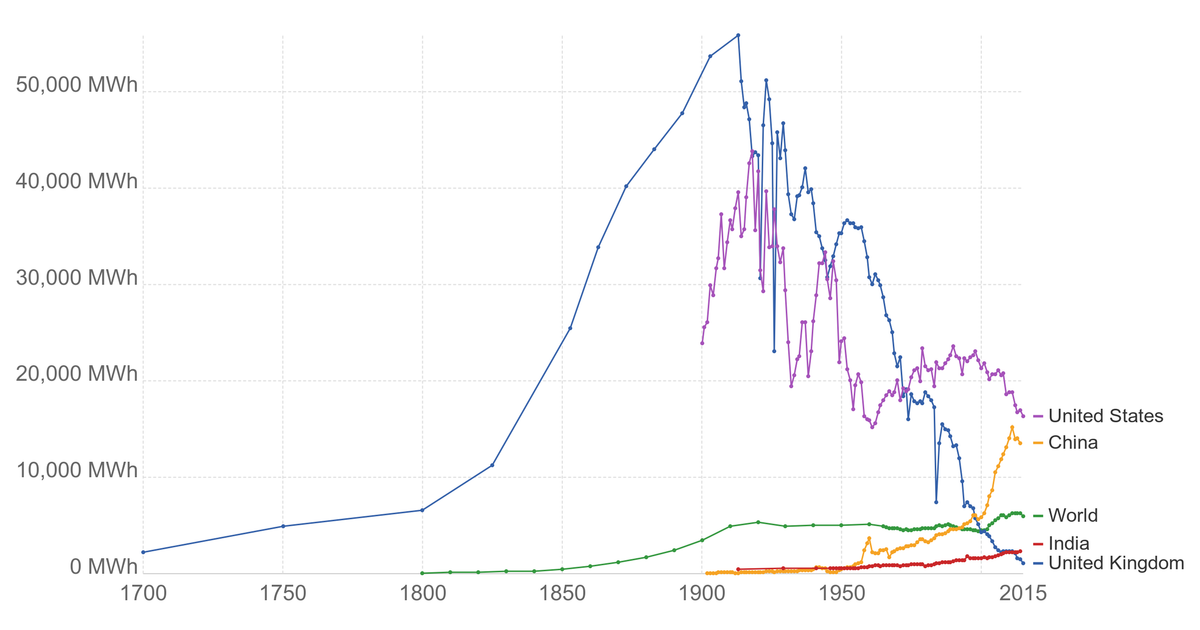 50,000 MWh
40,000 MWh
30,000 MWh
20,000 MWh
10,000 MWh
0 MWh
1700 1750 1800 1850 1900 1950 2015
United States
China
World
India
United Kingdom